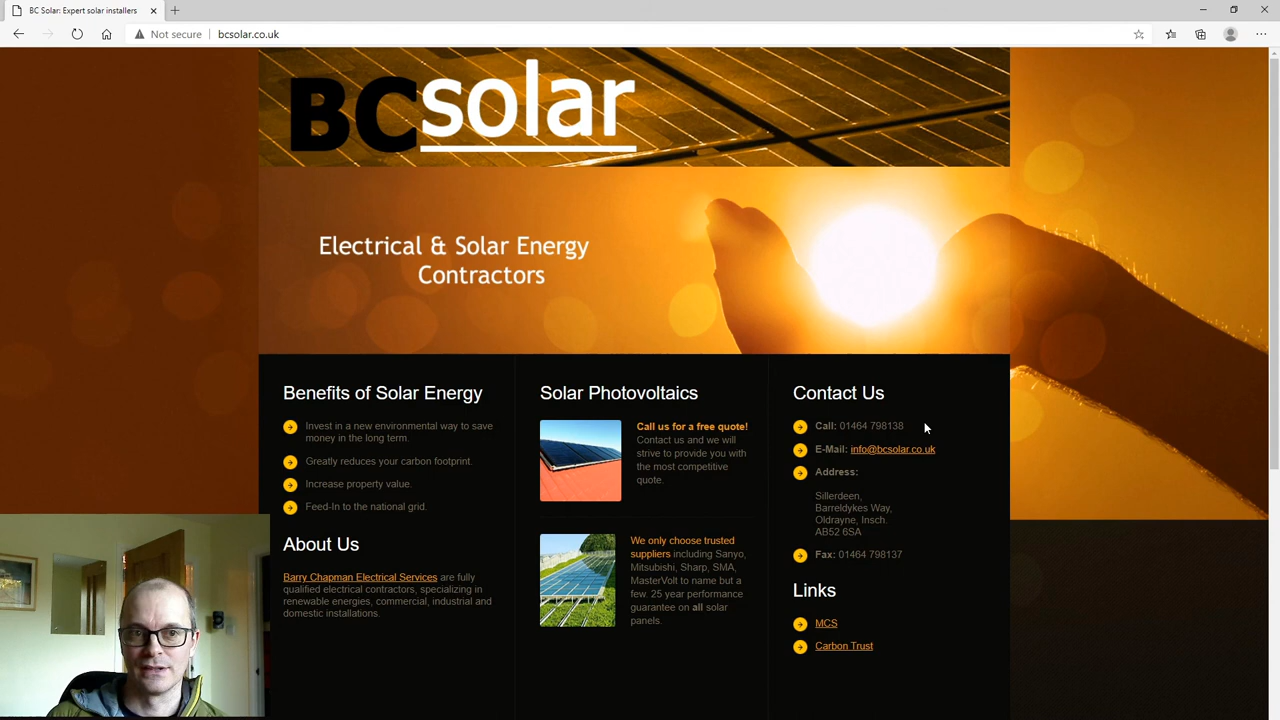 BC Solar: Expert solar installers
Not secure
bcsolar.co.uk
BCsolar
Electrical & Solar Energy
Contractors
Benefits of Solar Energy
Invest in a new environmental way to save
money in the long term.
Greatly reduces your carbon footprint.
Increase property value.
Feed-In to the national grid.
About Us
Barry Chapman Electrical Services are fully
qualified electrical contractors, specializing in
renewable energies, commercial, industrial and
domestic installations.
Solar Photovoltaics
Call us for a free quote!
Contact us and we will
strive to provide you with
the most competitive
quote.
We only choose trusted
suppliers including Sanyo,
Mitsubishi, Sharp, SMA,
MasterVolt to name but a
few. 25 year performance
guarantee on all solar
panels.
Contact Us
Call: 01464 798138
E-Mail: info@bcsolar.co.uk
Address:
Sillerdeen,
Barreldykes Way,
Oldrayne, Insch.
AB52 6SA
Fax: 01464 798137
Links
MCS
Carbon Trust